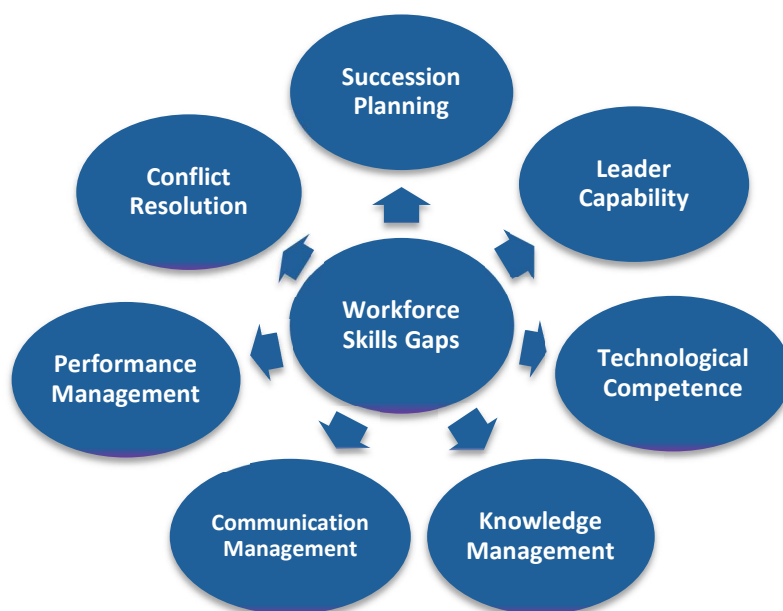 Succession
Planning
Leader
Capability
Conflict
Resolution
Workforce
Skills Gaps
Technological
Competence
Performance
Management
Communication
Management
Knowledge
Management